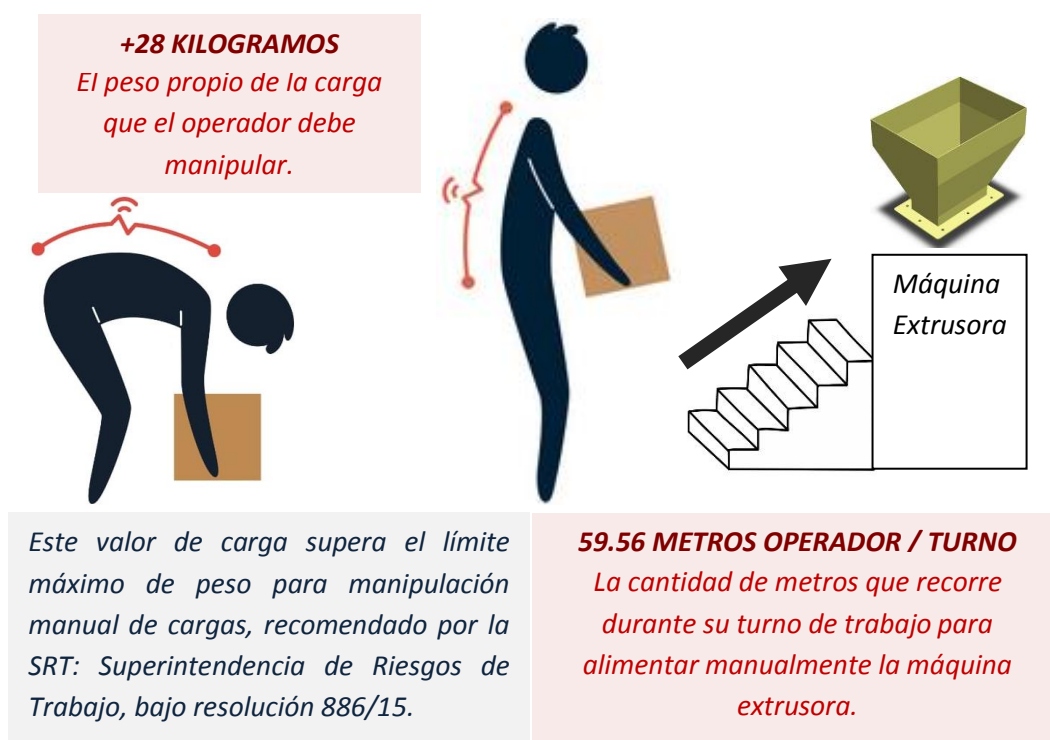 +28 KILOGRAMOS
El peso propio de la carga
que el operador debe
manipular.
Máquina
Extrusora
Este valor de carga supera el límite
máximo de peso para manipulación
manual de cargas, recomendado por la
SRT: Superintendencia de Riesgos de
Trabajo, bajo resolución 886/15.
59.56 METROS OPERADOR / TURNO
La cantidad de metros que recorre
durante su turno de trabajo para
alimentar manualmente la máquina
extrusora.